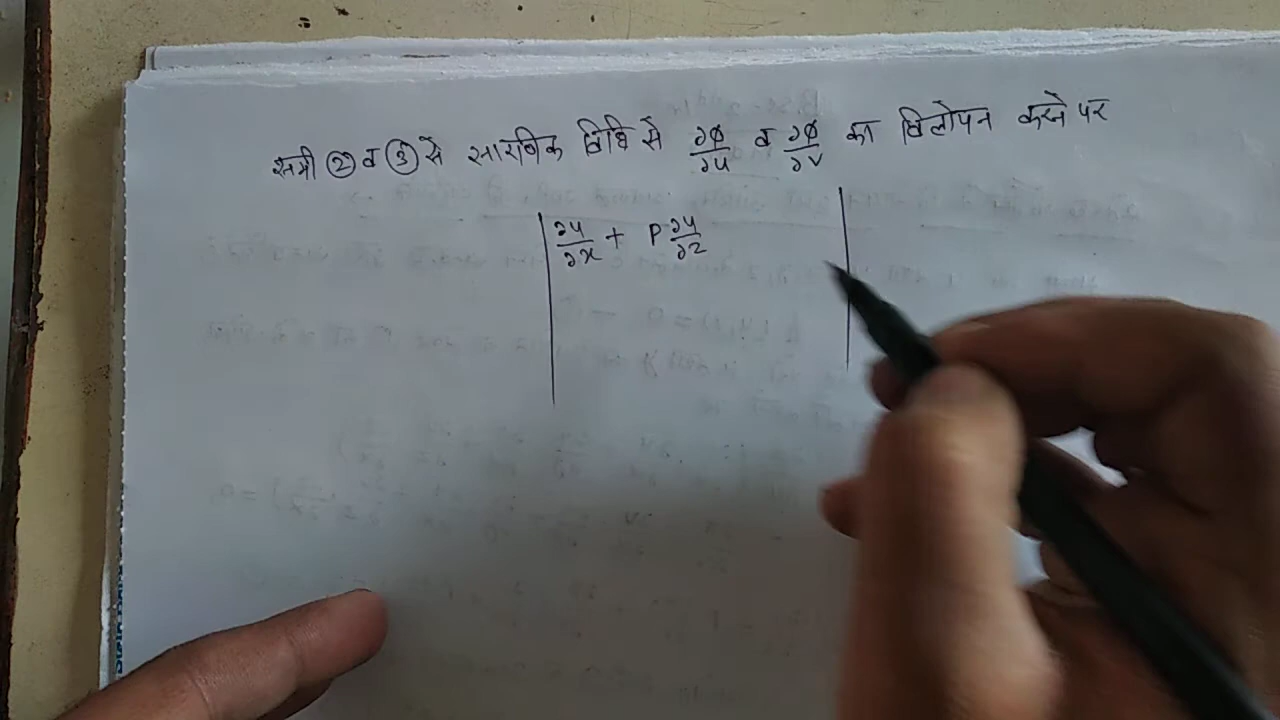 समी ② व ③ से सारणिक विधि से ∂φ/∂u व ∂φ/∂v का विलोपन करने पर
| ∂u/∂x + P ∂u/∂z |